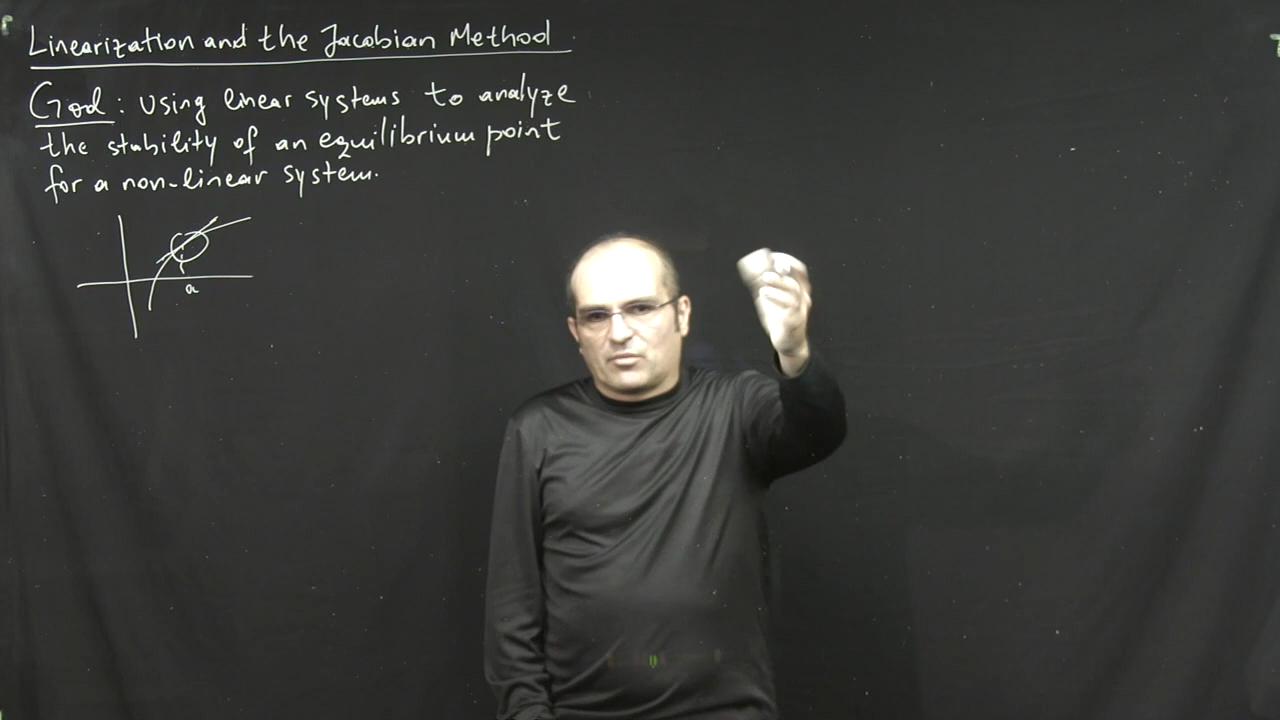 Linearization and the Jacobian Method
Goal: Using linear systems to analyze
the stability of an equilibrium point
for a non-linear system.
a